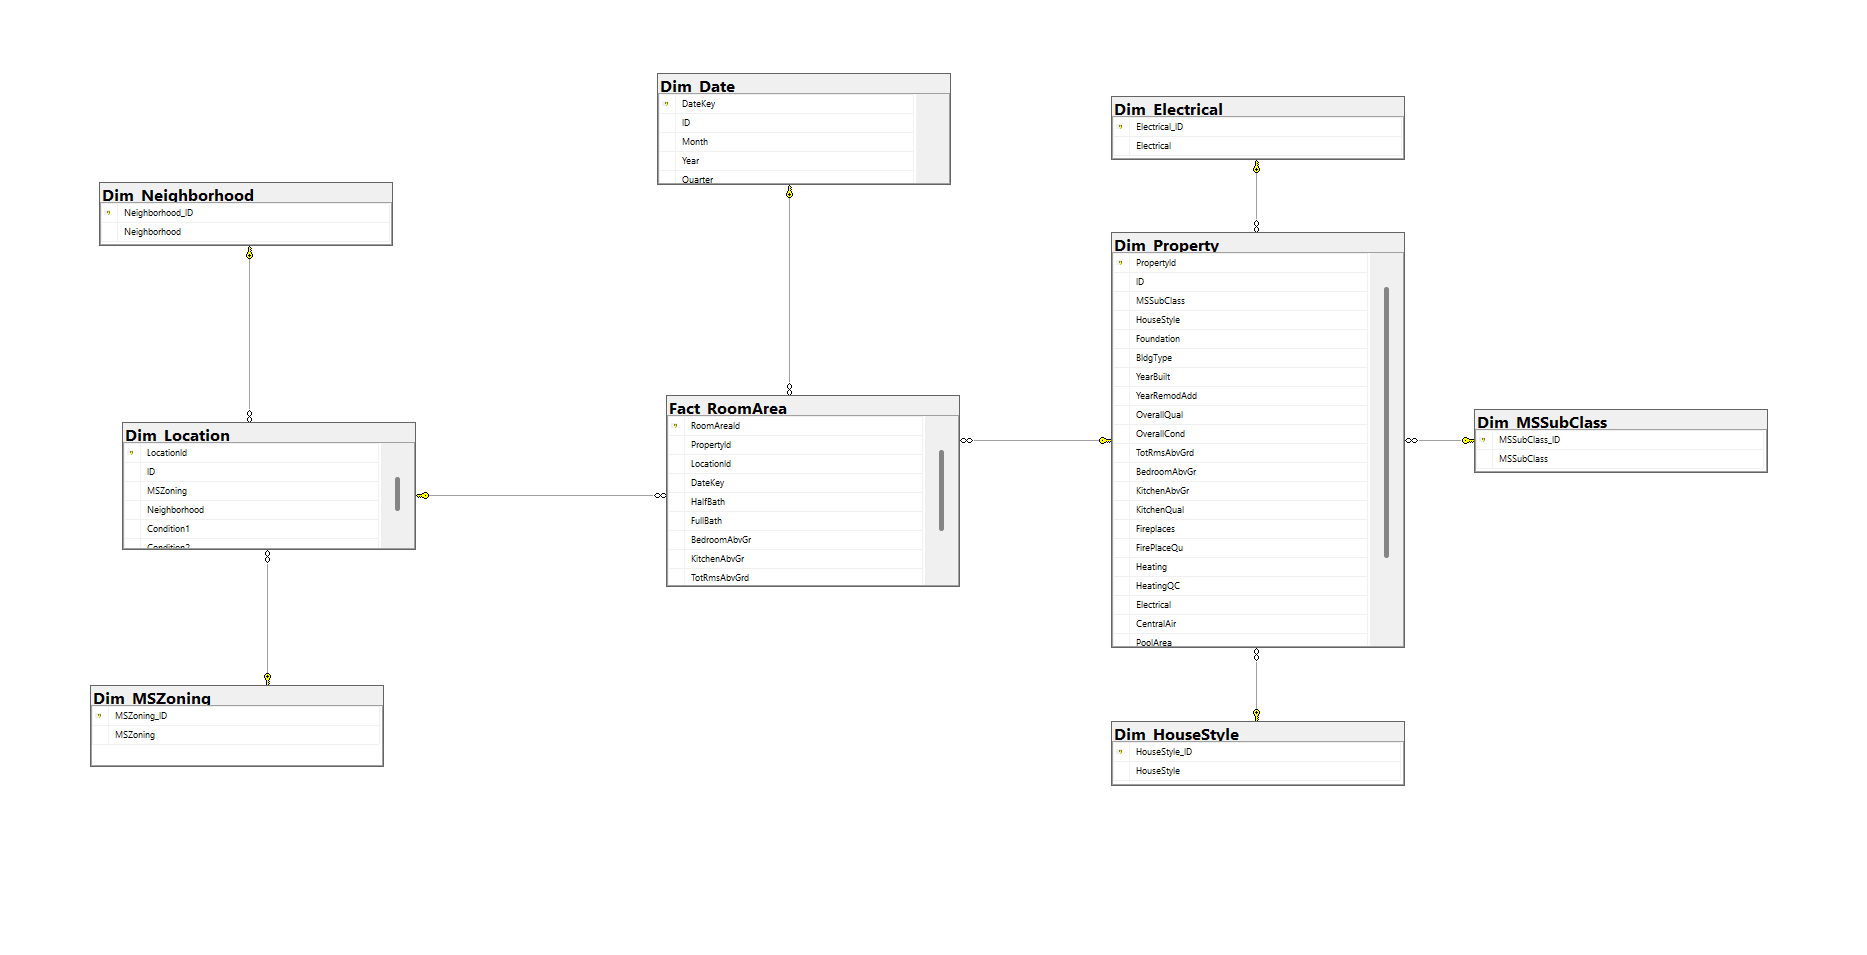 Dim_Date
DateKey
ID
Month
Year
Quarter
Dim_Electrical
Electrical_ID
Electrical
Dim_Neighborhood
Neighborhood_ID
Neighborhood
Dim_Property
PropertyId
ID
MSSubClass
HouseStyle
Foundation
BldgType
YearBuilt
YearRemodAdd
OverallQual
OverallCond
TotRmsAbvGrd
BedroomAbvGr
KitchenAbvGr
KitchenQual
Fireplaces
FirePlaceQu
Heating
HeatingQC
Electrical
CentralAir
PoolArea
Fact_RoomArea
RoomAreaId
PropertyId
LocationId
DateKey
HalfBath
FullBath
BedroomAbvGr
KitchenAbvGr
TotRmsAbvGrd
Dim_MSSubClass
MSSubClass_ID
MSSubClass
Dim_Location
LocationId
ID
MSZoning
Neighborhood
Condition1
Condition2
Dim_MSZoning
MSZoning_ID
MSZoning
Dim_HouseStyle
HouseStyle_ID
HouseStyle